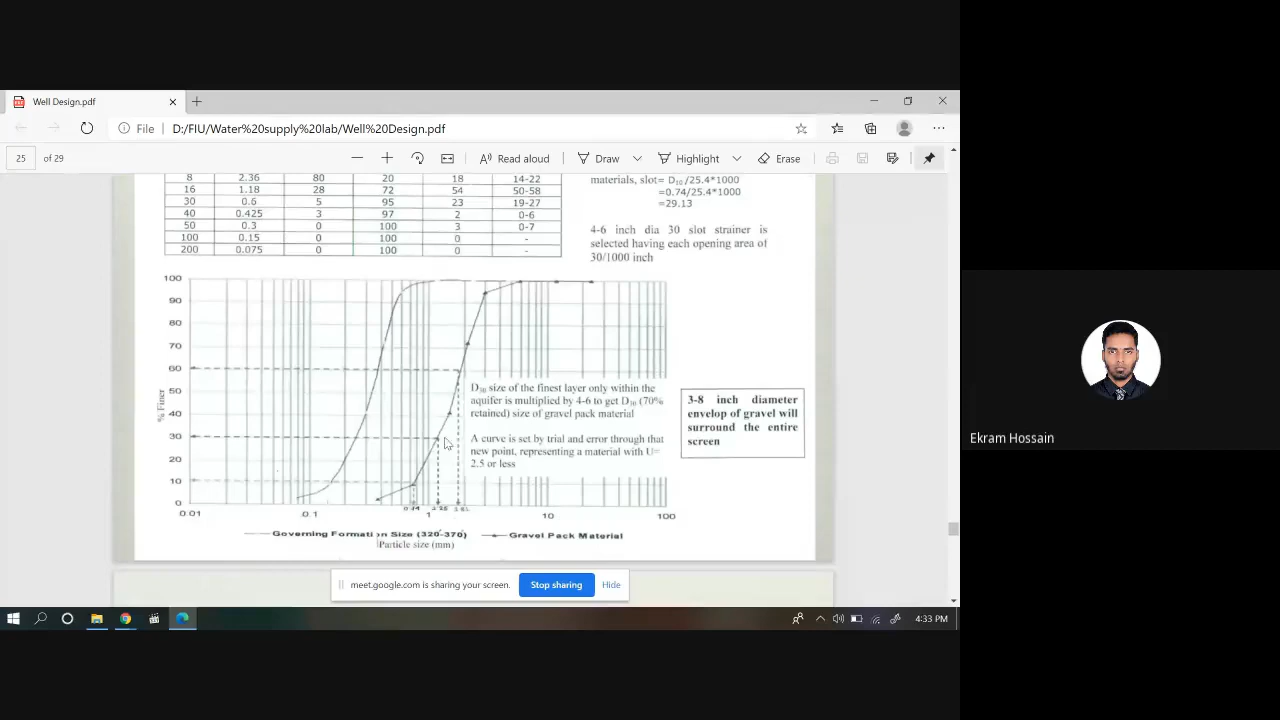 Well Design.pdf
File D:/FIU/Water%20supply%20lab/Well%20Design.pdf
25 of 29 Read aloud Draw Highlight Erase
8 2.36 80 20 18 14-22
16 1.18 28 72 54 50-58
30 0.6 5 95 23 19-27
40 0.425 3 97 2 0-6
50 0.3 0 100 3 0-7
100 0.15 0 100 0 -
200 0.075 0 100 0 -
materials, slot= D10/25.4*1000
=0.74/25.4*1000
=29.13
4-6 inch dia 30 slot strainer is
selected having each opening area of
30/1000 inch
100
90
80
70
60
50
40
30
20
10
0
% Finer
D30 size of the finest layer only within the
aquifer is multiplied by 4-6 to get D30 (70%
retained) size of gravel pack material
A curve is set by trial and error through that
new point, representing a material with U=
2.5 or less
3-8 inch diameter
envelop of gravel will
surround the entire
screen
0.01 0.1 1 10 100
Governing Formation Size (320'-370') Gravel Pack Material
Particle size (mm)
meet.google.com is sharing your screen. Stop sharing Hide
4:33 PM
Ekram Hossain